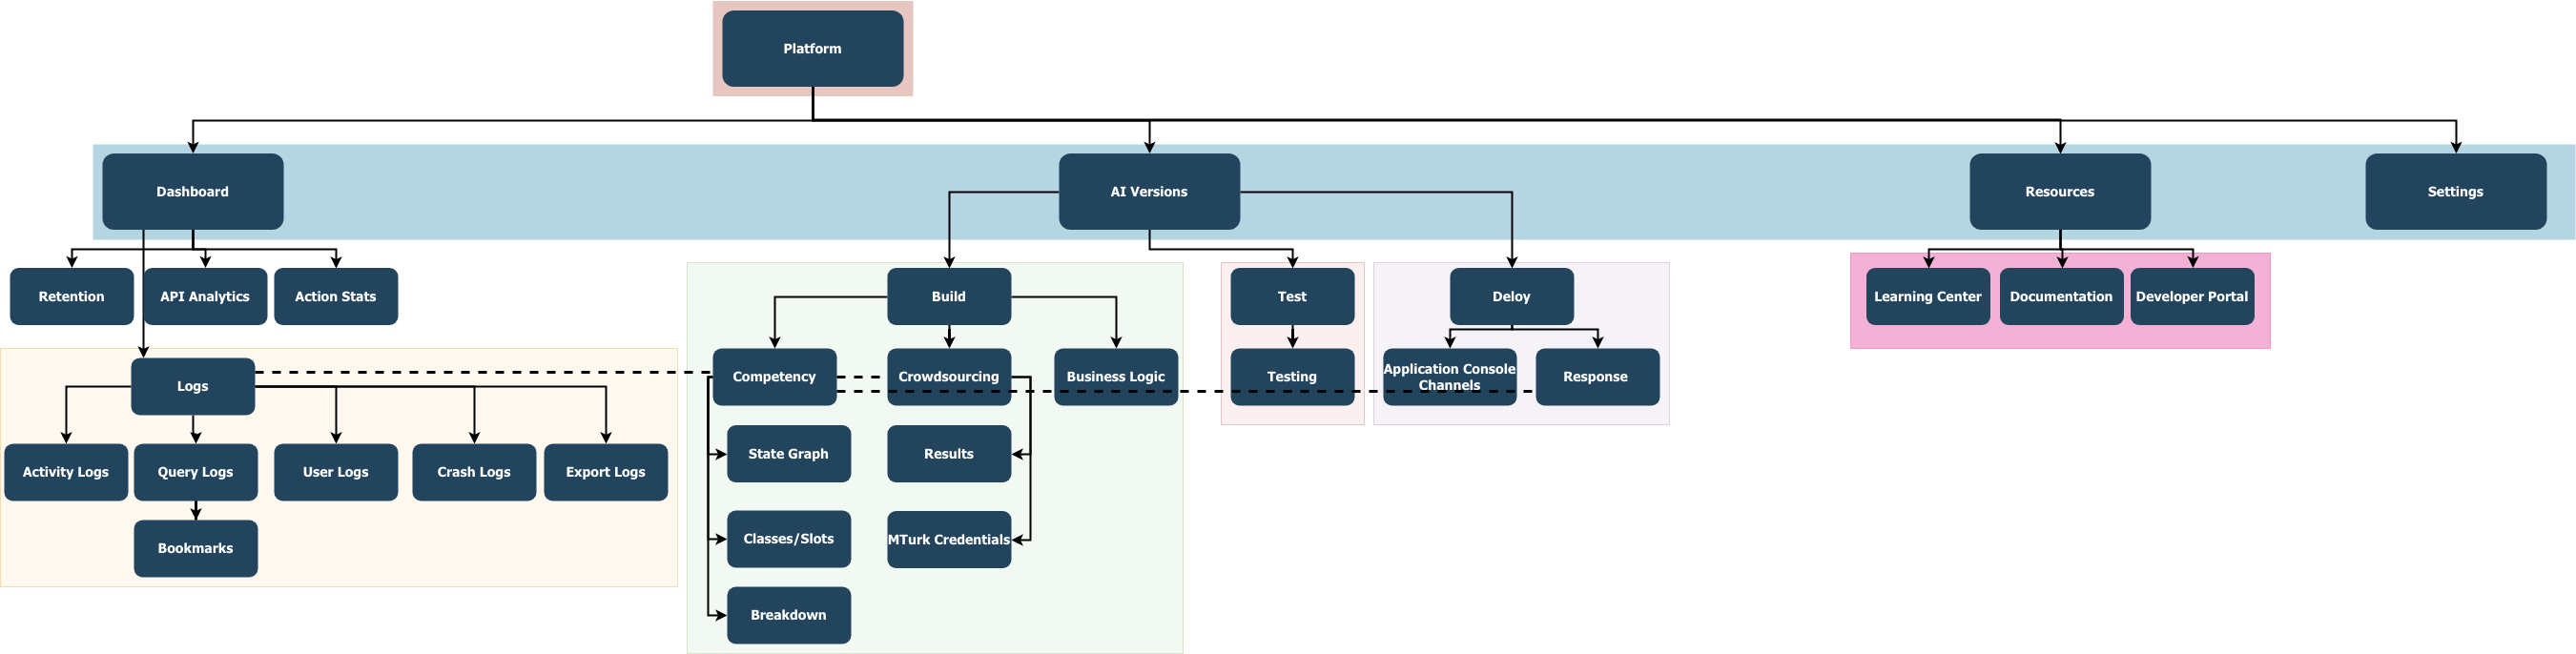 Platform
Dashboard
AI Versions
Resources
Settings
Retention
API Analytics
Action Stats
Build
Test
Deloy
Learning Center
Documentation
Developer Portal
Logs
Competency
Crowdsourcing
Business Logic
Testing
Application Console
Channels
Response
Activity Logs
Query Logs
User Logs
Crash Logs
Export Logs
State Graph
Results
Bookmarks
Classes/Slots
MTurk Credentials
Breakdown